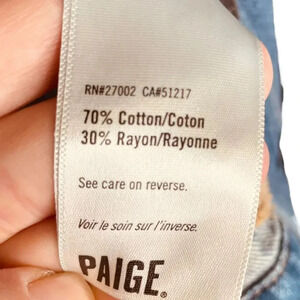 RN#27002 CA#51217
70% Cotton/Coton
30% Rayon/Rayonne
See care on reverse.
Voir le soin sur l'inverse.
PAIGE®